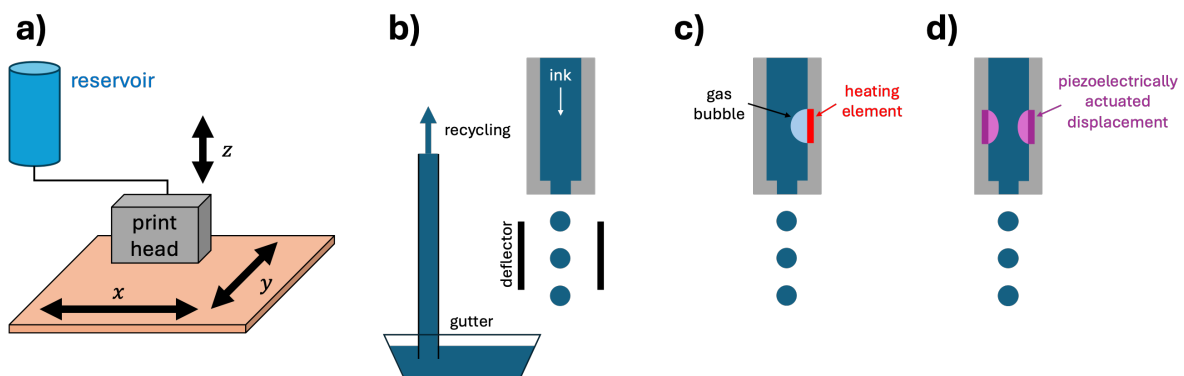 a)
reservoir
z
print
head
x
y
b)
ink
recycling
deflector
gutter
c)
gas
bubble
heating
element
d)
piezoelectrically
actuated
displacement